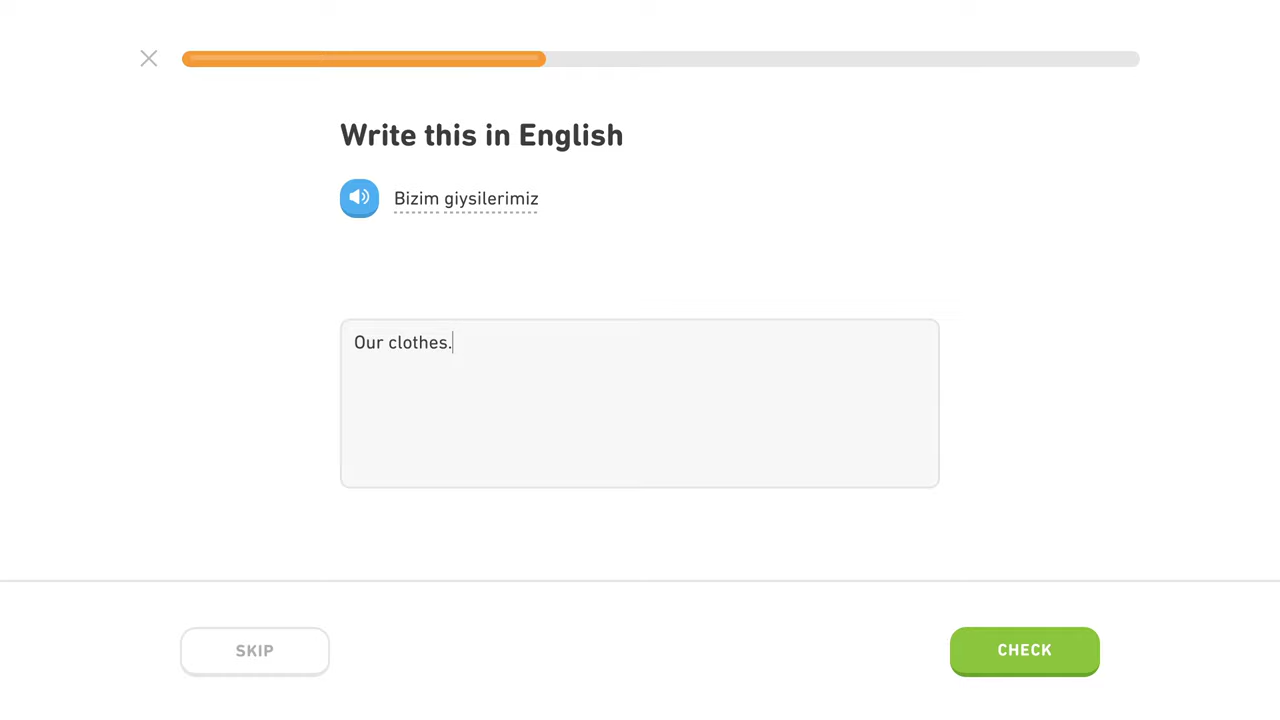 Write this in English
Bizim giysilerimiz
Our clothes.
SKIP
CHECK